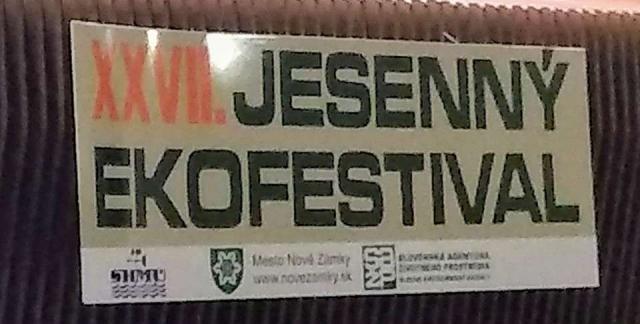 XXVII. JESENNÝ
EKOFESTIVAL
SHMÚ
Mesto Nové Zámky
www.novezamky.sk
SLOVENSKÁ AGENTÚRA
ŽIVOTNÉHO PROSTREDIA